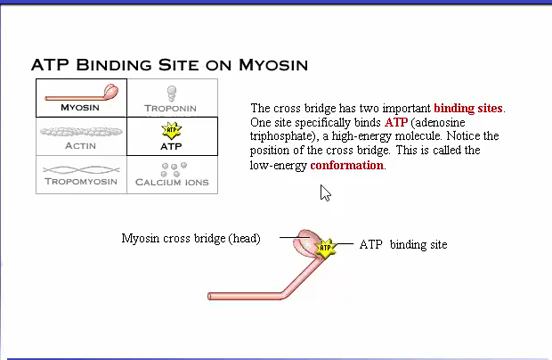 ATP BINDING SITE ON MYOSIN
MYOSIN
TROPONIN
ACTIN
ATP
ATP
TROPOMYOSIN
CALCIUM IONS
The cross bridge has two important binding sites.
One site specifically binds ATP (adenosine
triphosphate), a high-energy molecule. Notice the
position of the cross bridge. This is called the
low-energy conformation.
Myosin cross bridge (head)
ATP
ATP binding site